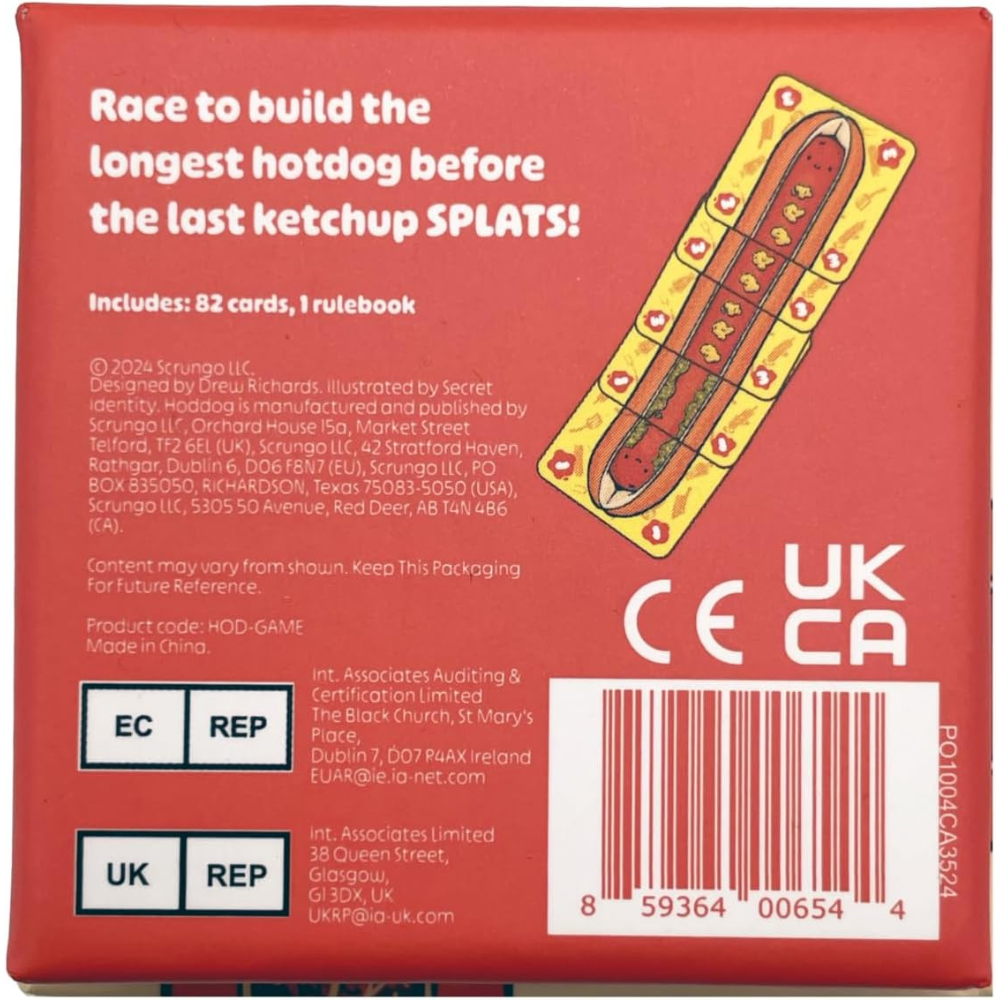 Race to build the
longest hotdog before
the last ketchup SPLATS!
Includes: 82 cards, 1 rulebook
© 2024 Scrungo LLC.
Designed by Drew Richards. Illustrated by Secret
Identity. Hoddog is manufactured and published by
Scrungo LLC, Orchard House 15a, Market Street
Telford, TF2 6EL (UK), Scrungo LLC, 42 Stratford Haven,
Rathgar, Dublin 6, D06 F8N7 (EU), Scrungo LLC, PO
BOX 835050, RICHARDSON, Texas 75083-5050 (USA),
Scrungo LLC, 5305 50 Avenue, Red Deer, AB T4N 4B6
(CA).
Content may vary from shown. Keep This Packaging
For Future Reference.
Product code: HOD-GAME
Made in China.
CE
UK
CA
EC REP
Int. Associates Auditing &
Certification Limited
The Black Church, St Mary's
Place,
Dublin 7, D07 P4AX Ireland
EUAR@ie.ia-net.com
UK REP
Int. Associates Limited
38 Queen Street,
Glasgow,
G1 3DX, UK
UKRP@ia-uk.com
8 59364 00654 4
PO1004CA3524